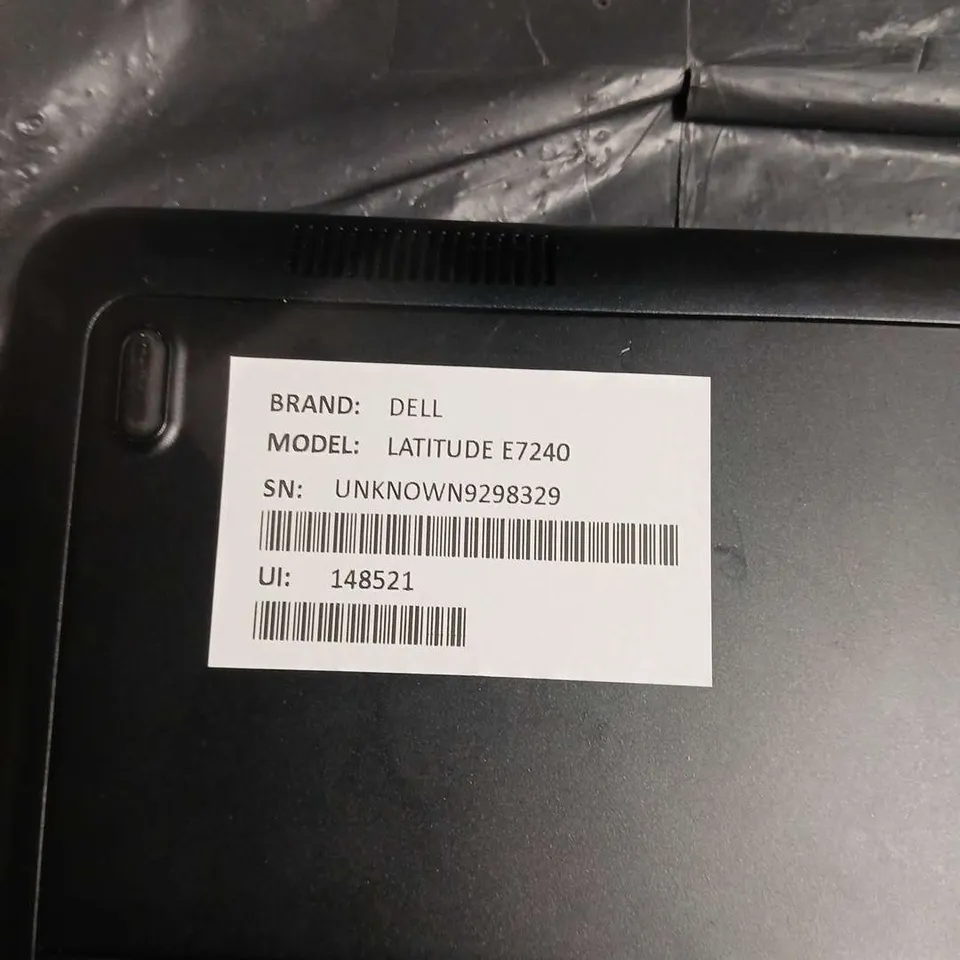 BRAND: DELL
MODEL: LATITUDE E7240
SN: UNKNOWN9298329
UI: 148521